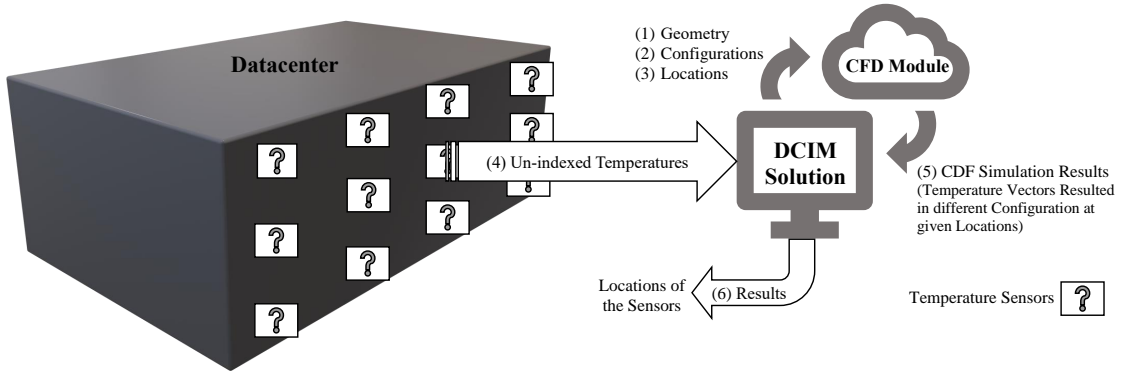 Datacenter
?
?
?
?
?
?
?
?
?
?
?
?
(1) Geometry
(2) Configurations
(3) Locations
CFD Module
(4) Un-indexed Temperatures
DCIM
Solution
(5) CDF Simulation Results
(Temperature Vectors Resulted
in different Configuration at
given Locations)
Locations of
the Sensors
(6) Results
Temperature Sensors ?